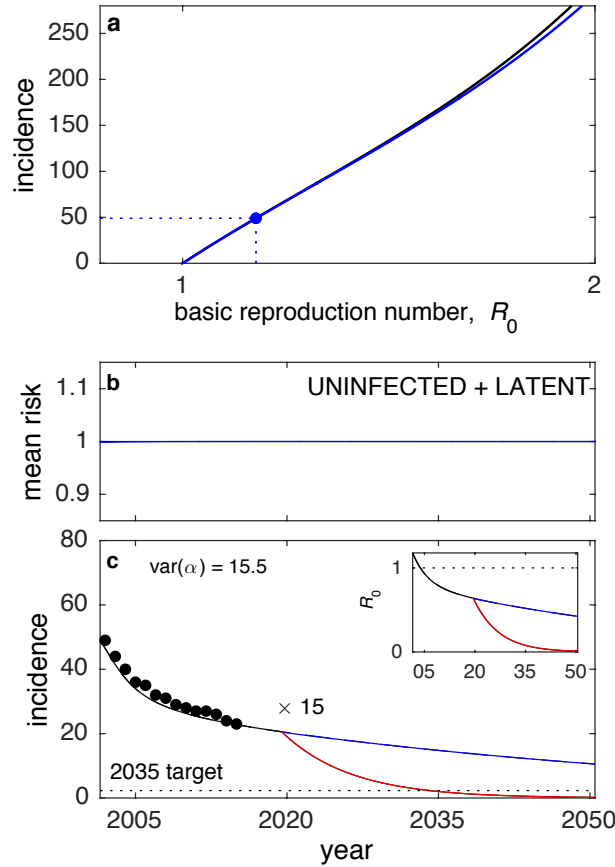 a
280
250
200
150
100
50
0
incidence
1
2
basic reproduction number, R0
b
UNINFECTED + LATENT
1.1
1
0.9
mean risk
c
var(α) = 15.5
80
60
40
20
0
incidence
1
0
R0
05 20 35 50
× 15
2035 target
2005 2020 2035 2050
year